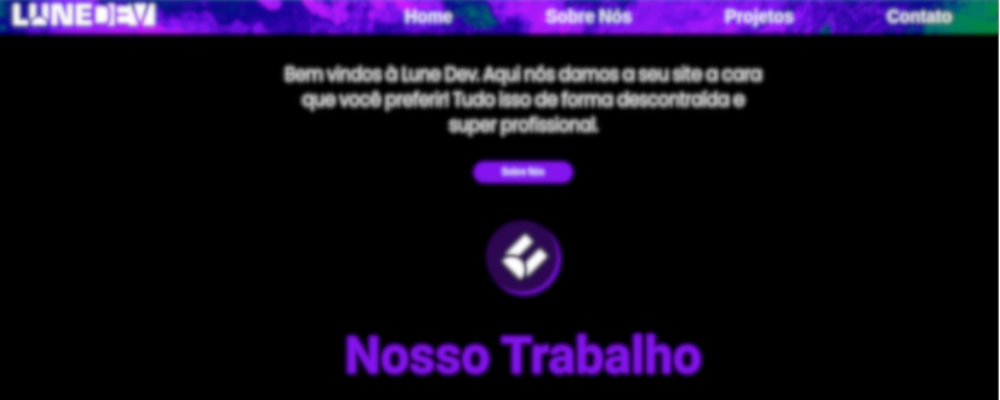 LUNEDEV
Home
Sobre Nós
Projetos
Contato
Bem vindos à Lune Dev. Aqui nós damos a seu site a cara
que você preferir! Tudo isso de forma descontraída e
super profissional.
Sobre Nós
Nosso Trabalho